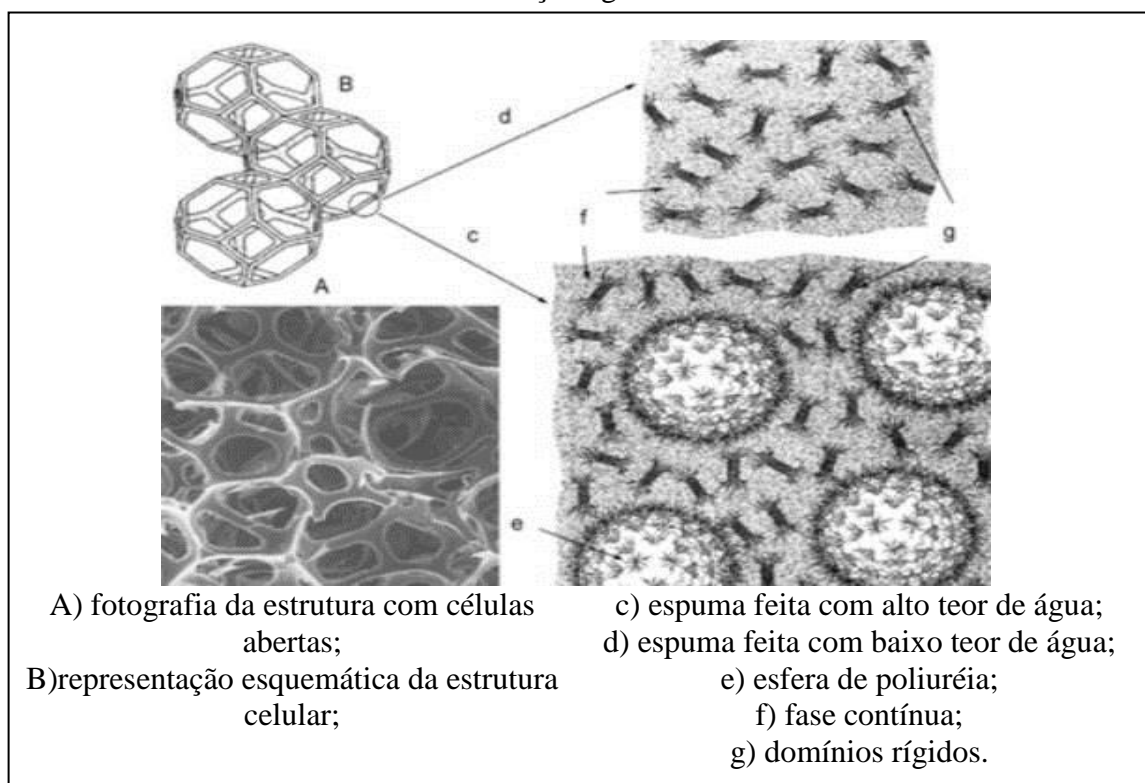 B
d
f
c
g
A
e
A) fotografia da estrutura com células
abertas;
B)representação esquemática da estrutura
celular;
c) espuma feita com alto teor de água;
d) espuma feita com baixo teor de água;
e) esfera de poliuréia;
f) fase contínua;
g) domínios rígidos.